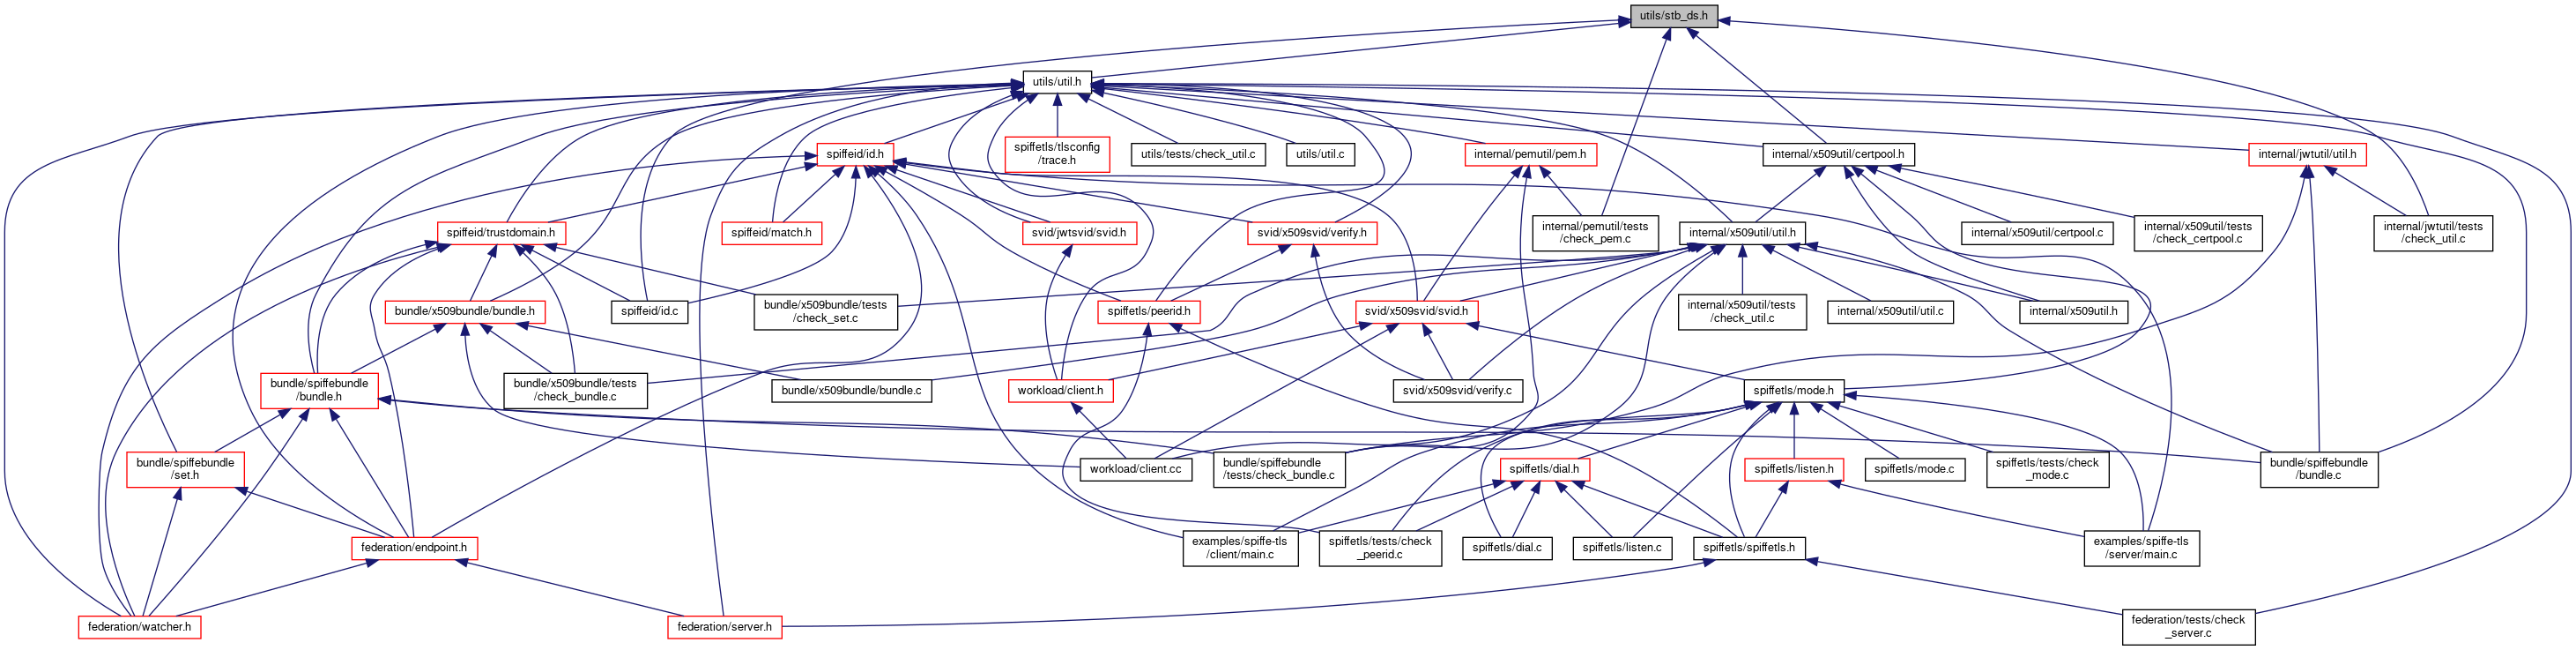 utils/stb_ds.h
utils/util.h
spiffeid/id.h
spiffetls/tlsconfig
/trace.h
utils/tests/check_util.c
utils/util.c
internal/pemutil/pem.h
internal/x509util/certpool.h
internal/jwtutil/util.h
spiffeid/trustdomain.h
spiffeid/match.h
svid/jwtsvid/svid.h
svid/x509svid/verify.h
internal/pemutil/tests
/check_pem.c
internal/x509util/util.h
internal/x509util/certpool.c
internal/x509util/tests
/check_certpool.c
internal/jwtutil/tests
/check_util.c
bundle/x509bundle/bundle.h
spiffeid/id.c
bundle/x509bundle/tests
/check_set.c
spiffetls/peerid.h
svid/x509svid/svid.h
internal/x509util/tests
/check_util.c
internal/x509util/util.c
internal/x509util.h
bundle/spiffebundle
/bundle.h
bundle/x509bundle/tests
/check_bundle.c
bundle/x509bundle/bundle.c
workload/client.h
svid/x509svid/verify.c
spiffetls/mode.h
bundle/spiffebundle
/set.h
workload/client.cc
bundle/spiffebundle
/tests/check_bundle.c
spiffetls/dial.h
spiffetls/listen.h
spiffetls/mode.c
spiffetls/tests/check
_mode.c
bundle/spiffebundle
/bundle.c
federation/endpoint.h
examples/spiffe-tls
/client/main.c
spiffetls/tests/check
_peerid.c
spiffetls/dial.c
spiffetls/listen.c
spiffetls/spiffetls.h
examples/spiffe-tls
/server/main.c
federation/watcher.h
federation/server.h
federation/tests/check
_server.c